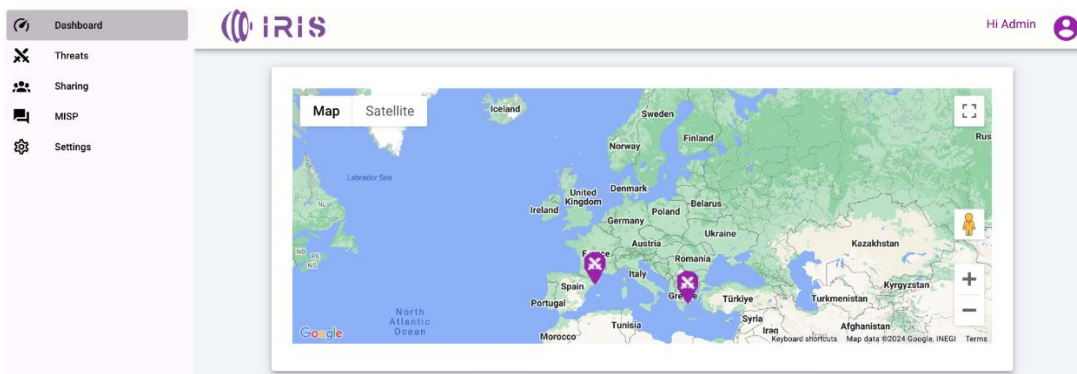 Dashboard
Threats
Sharing
MISP
Settings
IRIS
Hi Admin
Map
Satellite
Iceland
Sweden
Finland
Norway
Rus
Labrador Sea
United
Kingdom
Denmark
Ireland
Poland
Belarus
NL
Germany
Ukraine
Austria
Kazakhstan
NB
PE
NS
Romania
Italy
Spain
Portugal
Türkiye
Turkmenistan
Kyrgyzstan
North
Atlantic
Ocean
Syria
Iraq
Afghanistan
Tunisia
Morocco
Google
Keyboard shortcuts
Map data ©2024 Google, INEGI
Terms